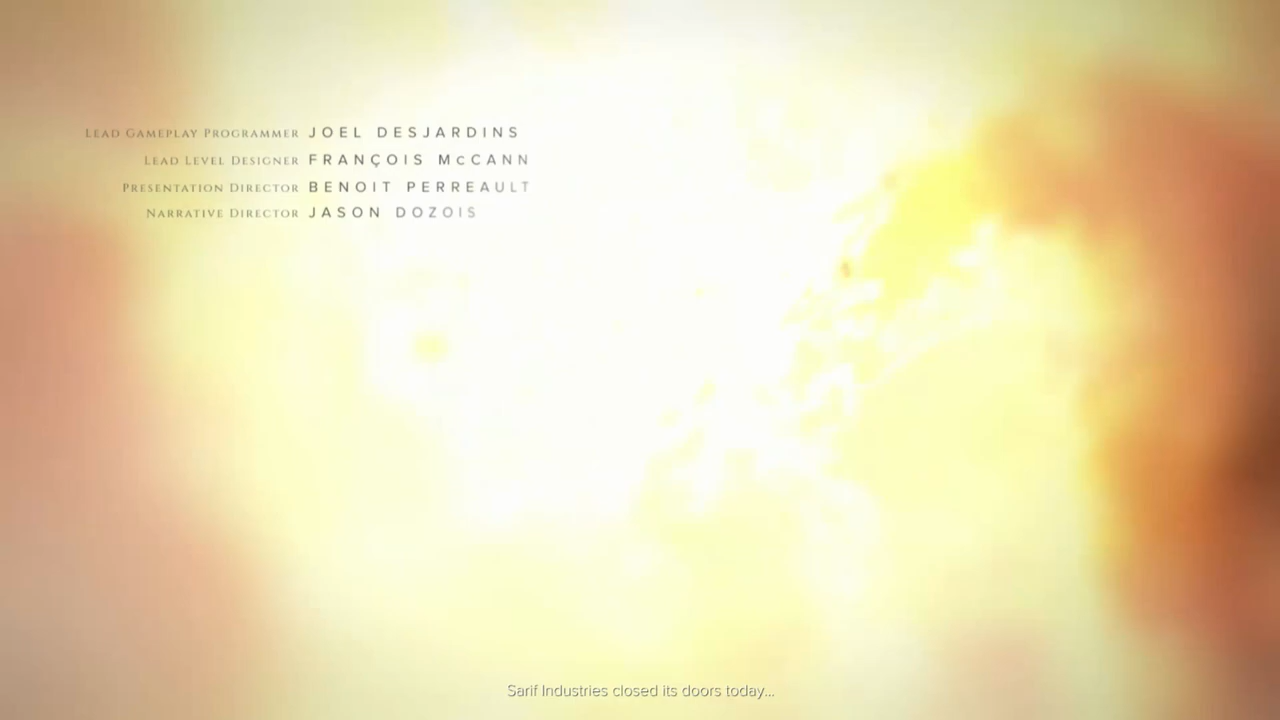 Lead Gameplay Programmer JOEL DESJARDINS
Lead Level Designer FRANÇOIS McCANN
Presentation Director BENOIT PERREAULT
Narrative Director JASON DOZOIS
Sarif Industries closed its doors today...